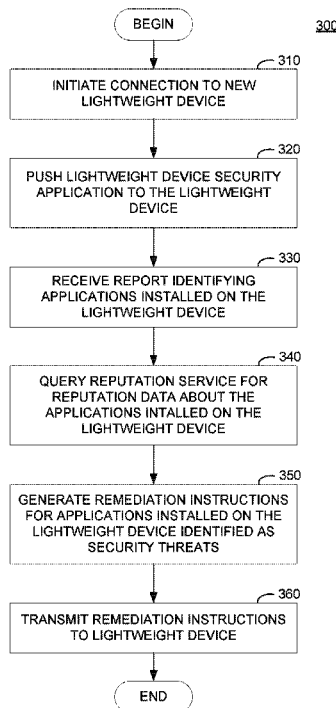 BEGIN
300
310
INITIATE CONNECTION TO NEW
LIGHTWEIGHT DEVICE
320
PUSH LIGHTWEIGHT DEVICE SECURITY
APPLICATION TO THE LIGHTWEIGHT
DEVICE
330
RECEIVE REPORT IDENTIFYING
APPLICATIONS INSTALLED ON THE
LIGHTWEIGHT DEVICE
340
QUERY REPUTATION SERVICE FOR
REPUTATION DATA ABOUT THE
APPLICATIONS INTALLED ON THE
LIGHTWEIGHT DEVICE
350
GENERATE REMEDIATION INSTRUCTIONS
FOR APPLICATIONS INSTALLED ON THE
LIGHTWEIGHT DEVICE IDENTIFIED AS
SECURITY THREATS
360
TRANSMIT REMEDIATION INSTRUCTIONS
TO LIGHTWEIGHT DEVICE
END